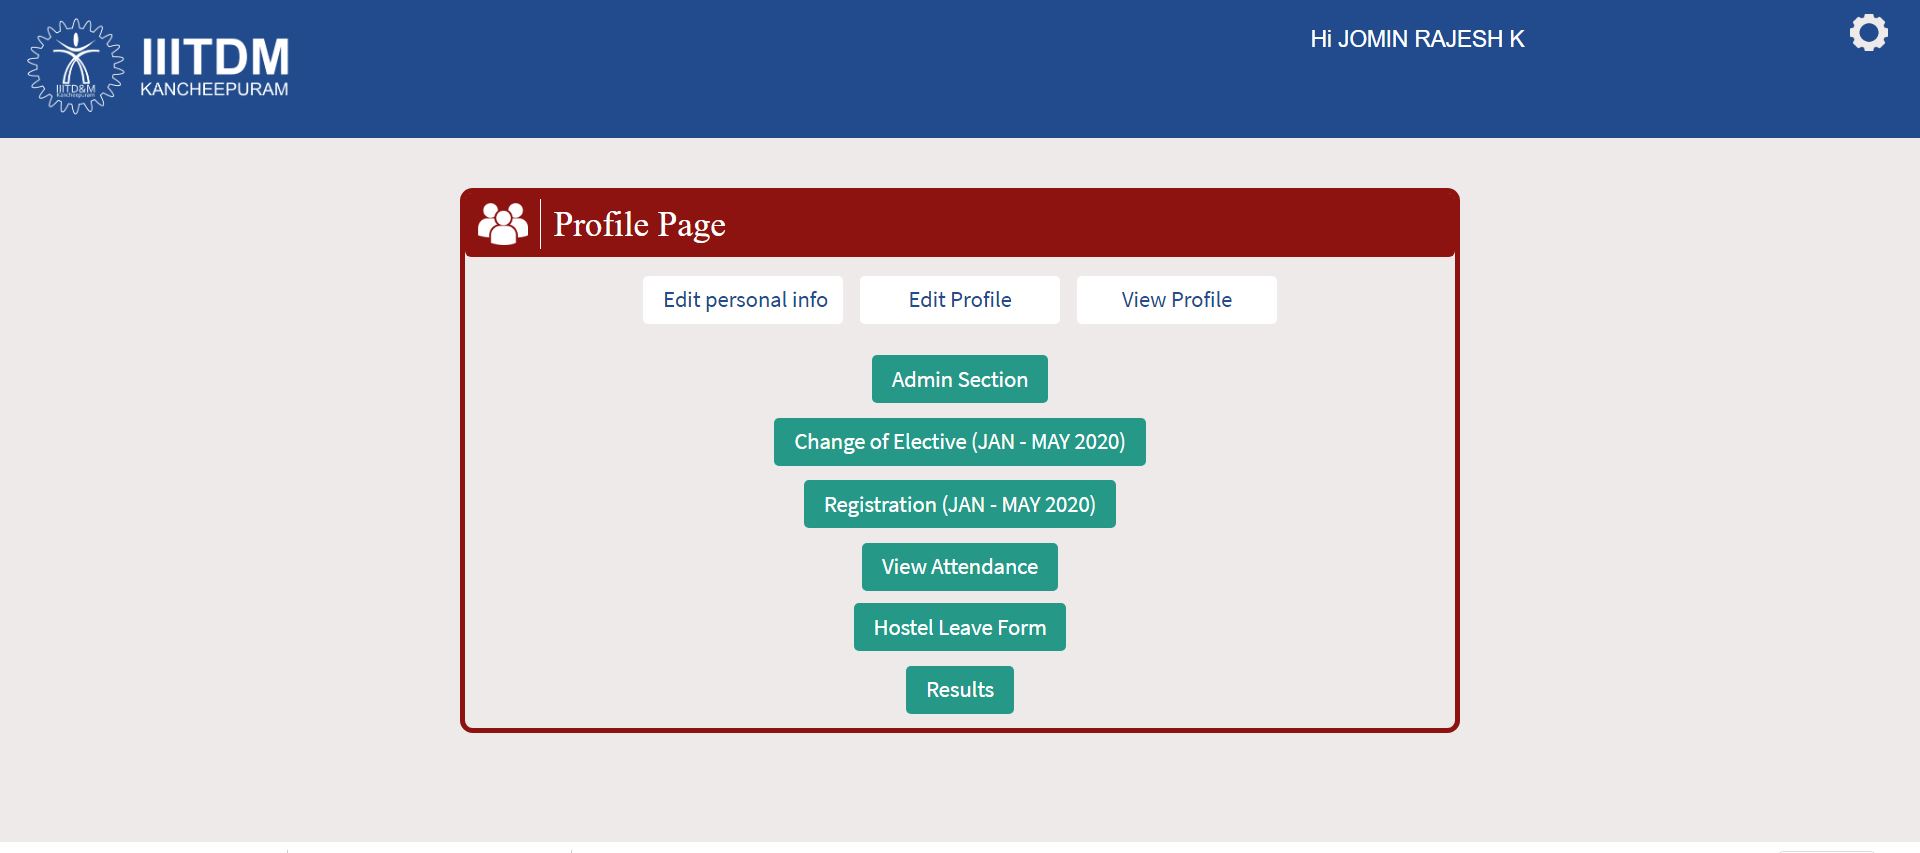 IIITDM
KANCHEEPURAM
IIITD&M
Kancheepuram
Hi JOMIN RAJESH K
Profile Page
Edit personal info
Edit Profile
View Profile
Admin Section
Change of Elective (JAN - MAY 2020)
Registration (JAN - MAY 2020)
View Attendance
Hostel Leave Form
Results